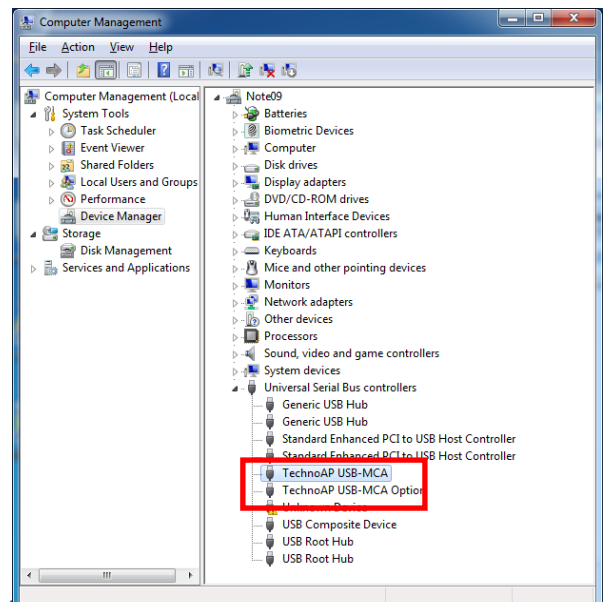 Computer Management
File Action View Help
Computer Management (Local
System Tools
Task Scheduler
Event Viewer
Shared Folders
Local Users and Groups
Performance
Device Manager
Storage
Disk Management
Services and Applications
Note09
Batteries
Biometric Devices
Computer
Disk drives
Display adapters
DVD/CD-ROM drives
Human Interface Devices
IDE ATA/ATAPI controllers
Keyboards
Mice and other pointing devices
Monitors
Network adapters
Other devices
Processors
Sound, video and game controllers
System devices
Universal Serial Bus controllers
Generic USB Hub
Generic USB Hub
Standard Enhanced PCI to USB Host Controller
Standard Enhanced PCI to USB Host Controller
TechnoAP USB-MCA
TechnoAP USB-MCA Option
Unknown Device
USB Composite Device
USB Root Hub
USB Root Hub